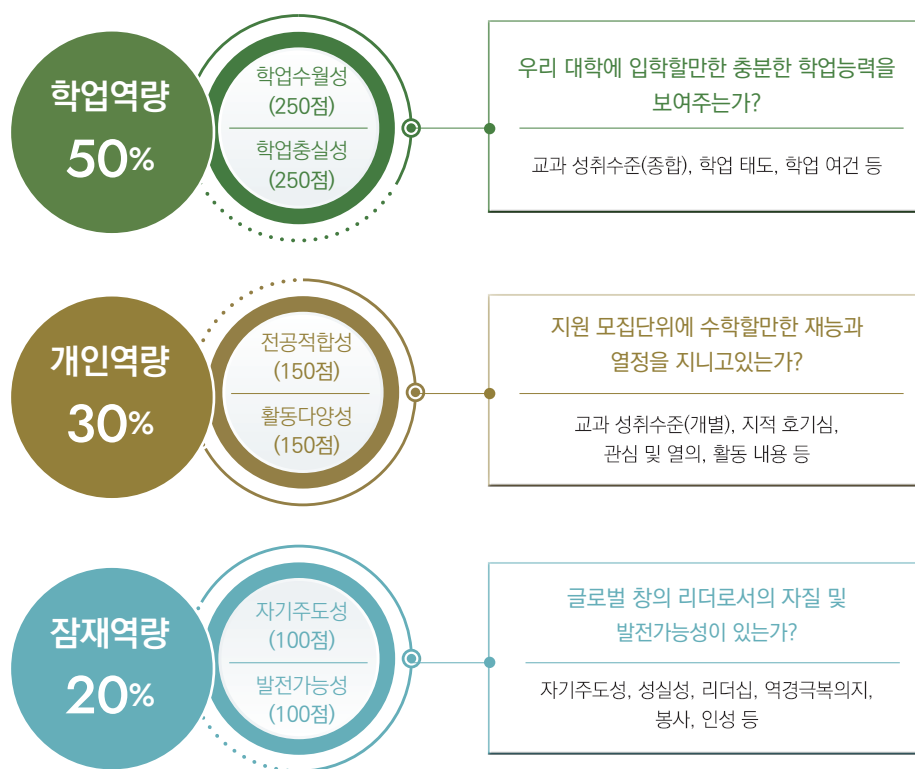 학업역량
50%
학업수월성
(250점)
학업충실성
(250점)
우리 대학에 입학할만한 충분한 학업능력을
보여주는가?
교과 성취수준(종합), 학업 태도, 학업 여건 등
개인역량
30%
전공적합성
(150점)
활동다양성
(150점)
지원 모집단위에 수학할만한 재능과
열정을 지니고있는가?
교과 성취수준(개별), 지적 호기심,
관심 및 열의, 활동 내용 등
잠재역량
20%
자기주도성
(100점)
발전가능성
(100점)
글로벌 창의 리더로서의 자질 및
발전가능성이 있는가?
자기주도성, 성실성, 리더십, 역경극복의지,
봉사, 인성 등